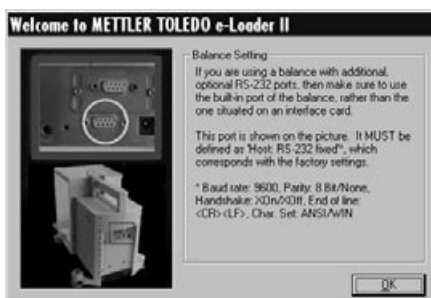 Welcome to METTLER TOLEDO e-Loader II
Balance Setting
If you are using a balance with additional,
optional RS-232 ports, then make sure to use
the built-in port of the balance, rather than the
one situated on an interface card.
This port is shown on the picture. It MUST be
defined as 'Host: RS-232 fixed'*, which
corresponds with the factory settings.
* Baud rate: 9600, Parity: 8 Bit/None,
Handshake: XOn/XOff, End of line:
<CR><LF>, Char. Set: ANSI/WIN
OK